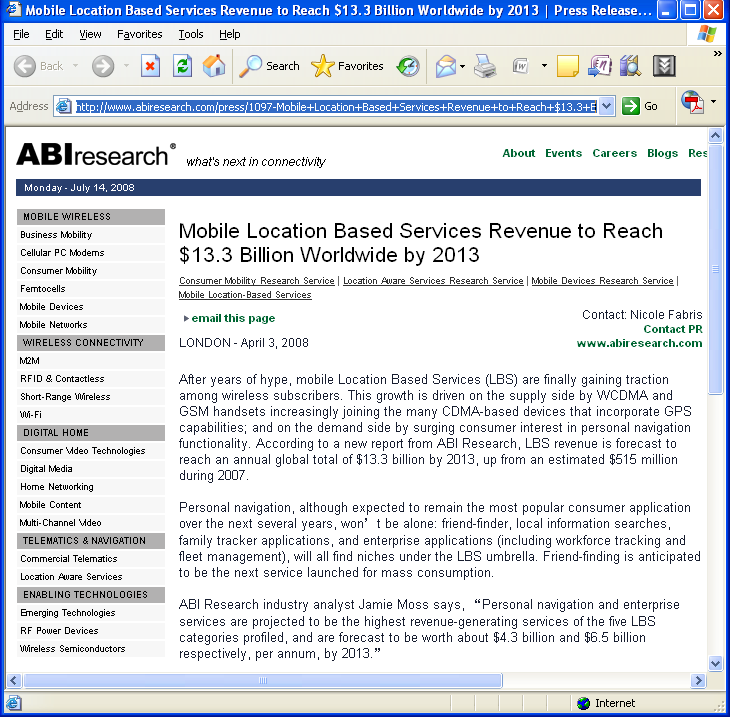 Mobile Location Based Services Revenue to Reach $13.3 Billion Worldwide by 2013 | Press Release...
File Edit View Favorites Tools Help
Back Search Favorites
Address http://www.abiresearch.com/press/1097-Mobile+Location+Based+Services+Revenue+to+Reach+$13.3+E Go
ABIresearch® what's next in connectivity
About Events Careers Blogs Res
Monday - July 14, 2008
MOBILE WIRELESS
Business Mobility
Cellular PC Modems
Consumer Mobility
Femtocells
Mobile Devices
Mobile Networks
WIRELESS CONNECTIVITY
M2M
RFID & Contactless
Short-Range Wireless
Wi-Fi
DIGITAL HOME
Consumer Video Technologies
Digital Media
Home Networking
Mobile Content
Multi-Channel Video
TELEMATICS & NAVIGATION
Commercial Telematics
Location Aware Services
ENABLING TECHNOLOGIES
Emerging Technologies
RF Power Devices
Wireless Semiconductors
Mobile Location Based Services Revenue to Reach
$13.3 Billion Worldwide by 2013
Consumer Mobility Research Service | Location Aware Services Research Service | Mobile Devices Research Service |
Mobile Location-Based Services
email this page
Contact: Nicole Fabris
Contact PR
LONDON - April 3, 2008
www.abiresearch.com
After years of hype, mobile Location Based Services (LBS) are finally gaining traction
among wireless subscribers. This growth is driven on the supply side by WCDMA and
GSM handsets increasingly joining the many CDMA-based devices that incorporate GPS
capabilities; and on the demand side by surging consumer interest in personal navigation
functionality. According to a new report from ABI Research, LBS revenue is forecast to
reach an annual global total of $13.3 billion by 2013, up from an estimated $515 million
during 2007.
Personal navigation, although expected to remain the most popular consumer application
over the next several years, won’t be alone: friend-finder, local information searches,
family tracker applications, and enterprise applications (including workforce tracking and
fleet management), will all find niches under the LBS umbrella. Friend-finding is anticipated
to be the next service launched for mass consumption.
ABI Research industry analyst Jamie Moss says, “Personal navigation and enterprise
services are projected to be the highest revenue-generating services of the five LBS
categories profiled, and are forecast to be worth about $4.3 billion and $6.5 billion
respectively, per annum, by 2013.”
Internet